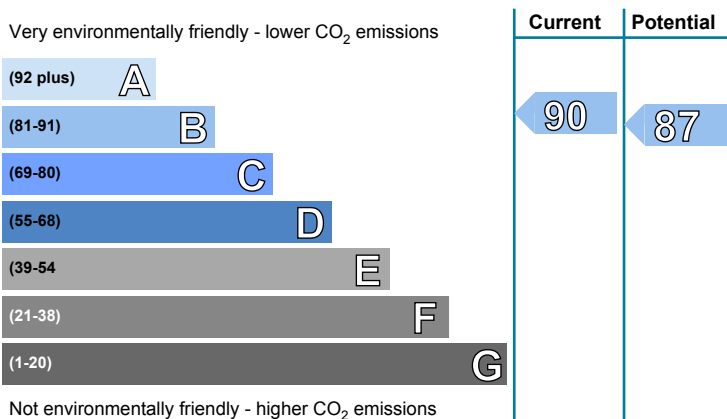 Very environmentally friendly - lower CO2 emissions
Current
Potential
(92 plus) A
(81-91) B
(69-80) C
(55-68) D
(39-54 E
(21-38) F
(1-20) G
90
87
Not environmentally friendly - higher CO2 emissions